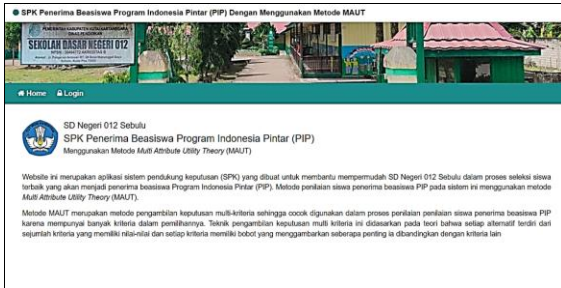 SPK Penerima Beasiswa Program Indonesia Pintar (PIP) Dengan Menggunakan Metode MAUT
PEMERINTAH KABUPATEN KUTAI KARTANEGARA
DINAS PENDIDIKAN
SEKOLAH DASAR NEGERI 012
Home Login
SD Negeri 012 Sebulu
SPK Penerima Beasiswa Program Indonesia Pintar (PIP)
Menggunakan Metode Multi Attribute Utility Theory (MAUT)
Website ini merupakan aplikasi sistem pendukung keputusan (SPK) yang dibuat untuk membantu mempermudah SD Negeri 012 Sebulu dalam proses seleksi siswa
terbaik yang akan menjadi penerima beasiswa Program Indonesia Pintar (PIP). Metode penilaian siswa penerima beasiswa PIP pada sistem ini menggunakan metode
Multi Attribute Utility Theory (MAUT).
Metode MAUT merupakan metode pengambilan keputusan multi-kriteria sehingga cocok digunakan dalam proses penilaian penilaian siswa penerima beasiswa PIP
karena mempunyai banyak kriteria dalam pemilihannya. Teknik pengambilan keputusan multi kriteria ini didasarkan pada teori bahwa setiap alternatif terdiri dari
sejumlah kriteria yang memiliki nilai-nilai dan setiap kriteria memiliki bobot yang menggambarkan seberapa penting ia dibandingkan dengan kriteria lain